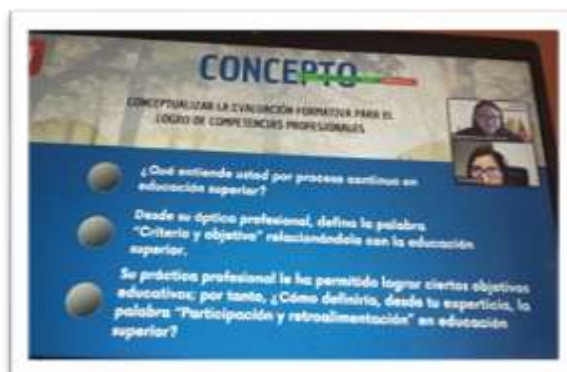 CONCEPTO
CONCEPTUALIZAR LA EVALUACIÓN FORMATIVA PARA EL
LOGRO DE COMPETENCIAS PROFESIONALES
¿Qué entiende usted por proceso continuo en
educación superior?
Desde su óptica profesional, defina la palabra
"Criterio y objetivo" relacionándola con la educación
superior.
Su práctica profesional le ha permitido lograr ciertos objetivos
educativos; por tanto, ¿Cómo definiría, desde tu experticia, la
palabra "Participación y retroalimentación" en educación
superior?